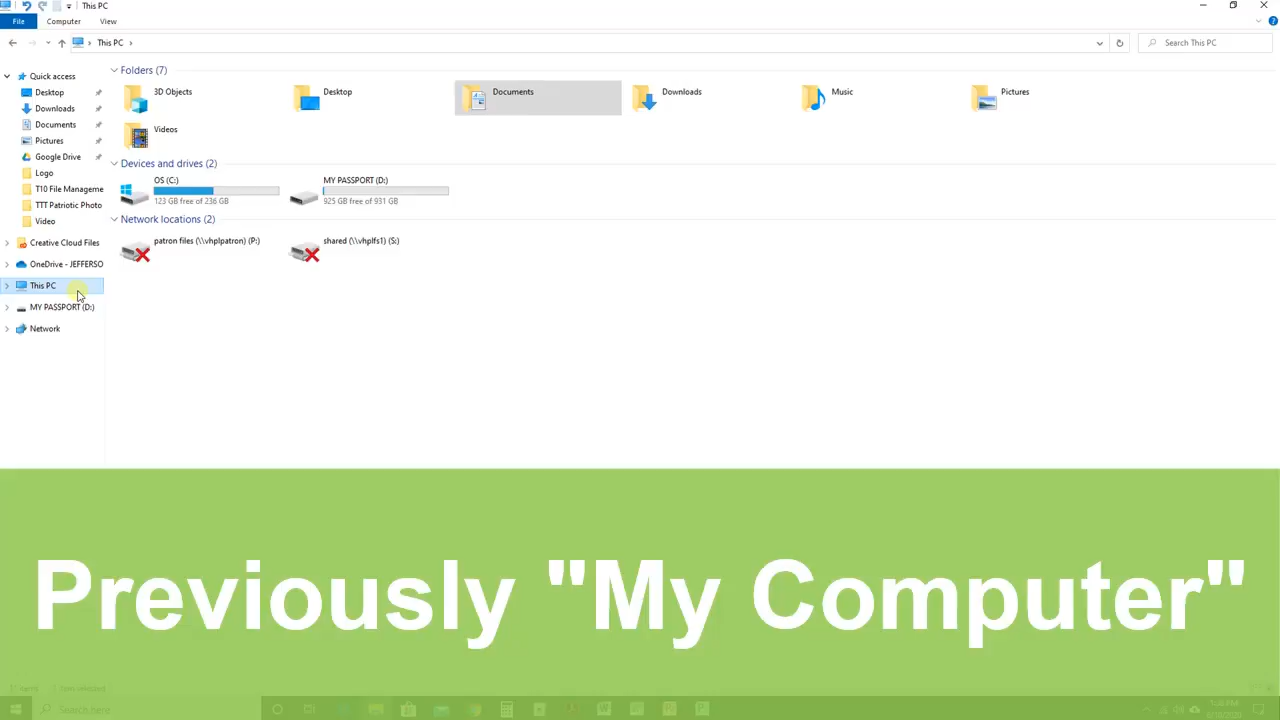 This PC
File Computer View
This PC
Search This PC
Quick access
Desktop
Downloads
Documents
Pictures
Google Drive
Logo
T10 File Manageme
TTT Patriotic Photo
Video
Creative Cloud Files
OneDrive - JEFFERSO
This PC
MY PASSPORT (D:)
Network
Folders (7)
3D Objects
Desktop
Documents
Downloads
Music
Pictures
Videos
Devices and drives (2)
OS (C:)
123 GB free of 236 GB
MY PASSPORT (D:)
925 GB free of 931 GB
Network locations (2)
patron files (\\vhplpatron) (P:)
shared (\\vhplfs1) (S:)
Previously "My Computer"
Search here